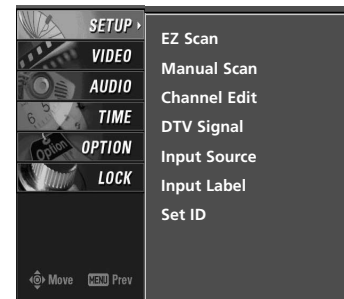 SETUP
VIDEO
AUDIO
TIME
OPTION
LOCK
Move MENU Prev
EZ Scan
Manual Scan
Channel Edit
DTV Signal
Input Source
Input Label
Set ID